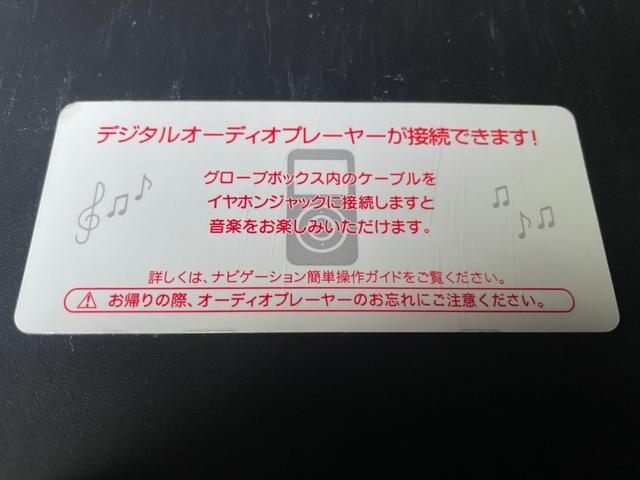 デジタルオーディオプレーヤーが接続できます!
グローブボックス内のケーブルを
イヤホンジャックに接続しますと
音楽をお楽しみいただけます。
詳しくは、ナビゲーション簡単操作ガイドをご覧ください。
お帰りの際、オーディオプレーヤーのお忘れにご注意ください。